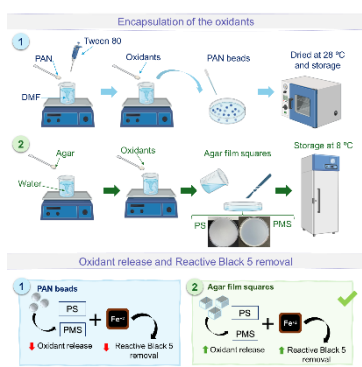 Encapsulation of the oxidants
1
Tween 80
PAN
Oxidants
PAN beads
Dried at 28 ºC
and storage
DMF
2
Agar
Oxidants
Agar film squares
Storage at 8 ºC
Water
PS
PMS
Oxidant release and Reactive Black 5 removal
1
PAN beads
PS
PMS
+
Oxidant release
Reactive Black 5
removal
2
Agar film squares
PS
PMS
+
Oxidant release
Reactive Black 5
removal